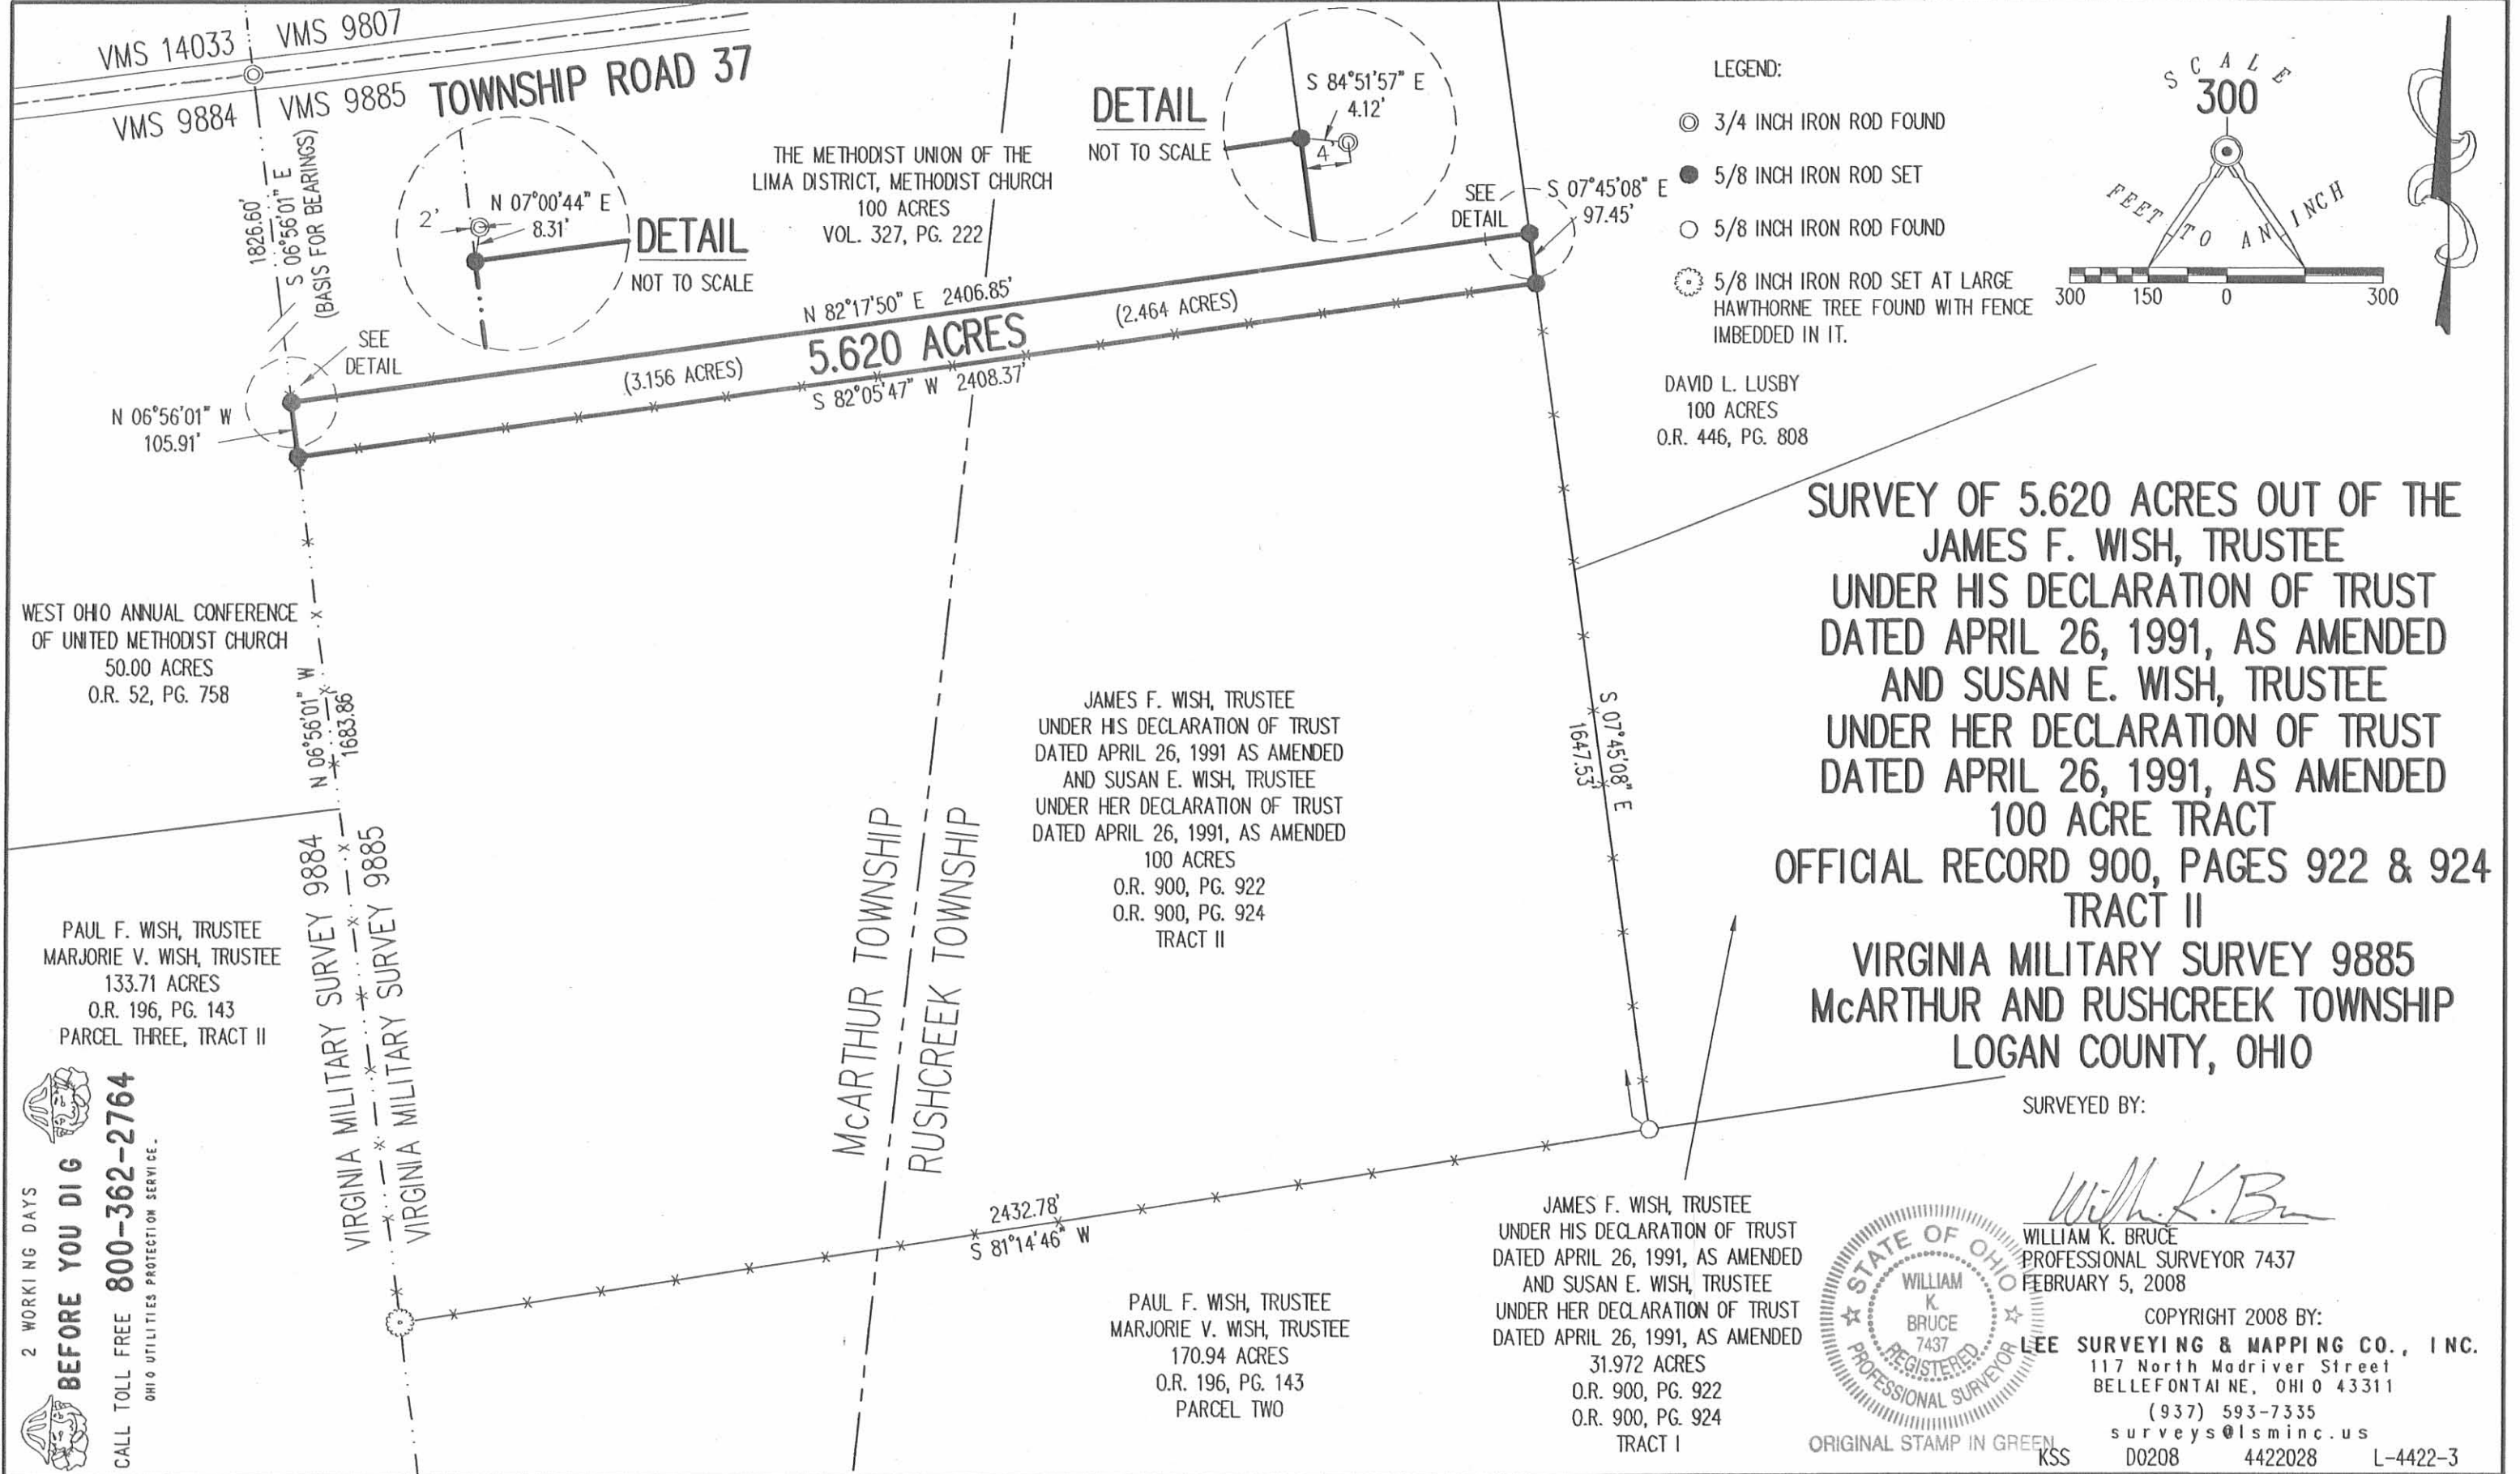 VMS 14033
VMS 9807
VMS 9884
VMS 9885
TOWNSHIP ROAD 37
1826.60'
S 06°56'01" E
(BASIS FOR BEARINGS)
2'
N 07°00'44" E
8.31'
DETAIL
NOT TO SCALE
THE METHODIST UNION OF THE
LIMA DISTRICT, METHODIST CHURCH
100 ACRES
VOL. 327, PG. 222
DETAIL
NOT TO SCALE
S 84°51'57" E
4.12'
4'
SEE
DETAIL
S 07°45'08" E
97.45'
LEGEND:
3/4 INCH IRON ROD FOUND
5/8 INCH IRON ROD SET
5/8 INCH IRON ROD FOUND
5/8 INCH IRON ROD SET AT LARGE
HAWTHORNE TREE FOUND WITH FENCE
IMBEDDED IN IT.
SCALE
300
FEET TO AN INCH
300 150 0 300
SEE
DETAIL
N 06°56'01" W
105.91'
N 82°17'50" E 2406.85'
(2.464 ACRES)
5.620 ACRES
(3.156 ACRES)
S 82°05'47" W 2408.37'
DAVID L. LUSBY
100 ACRES
O.R. 446, PG. 808
SURVEY OF 5.620 ACRES OUT OF THE
JAMES F. WISH, TRUSTEE
UNDER HIS DECLARATION OF TRUST
DATED APRIL 26, 1991, AS AMENDED
AND SUSAN E. WISH, TRUSTEE
UNDER HER DECLARATION OF TRUST
DATED APRIL 26, 1991, AS AMENDED
100 ACRE TRACT
OFFICIAL RECORD 900, PAGES 922 & 924
TRACT II
VIRGINIA MILITARY SURVEY 9885
McARTHUR AND RUSHCREEK TOWNSHIP
LOGAN COUNTY, OHIO
WEST OHIO ANNUAL CONFERENCE
OF UNITED METHODIST CHURCH
50.00 ACRES
O.R. 52, PG. 758
N 06°56'01" W
1683.86'
JAMES F. WISH, TRUSTEE
UNDER HIS DECLARATION OF TRUST
DATED APRIL 26, 1991 AS AMENDED
AND SUSAN E. WISH, TRUSTEE
UNDER HER DECLARATION OF TRUST
DATED APRIL 26, 1991, AS AMENDED
100 ACRES
O.R. 900, PG. 922
O.R. 900, PG. 924
TRACT II
S 07°45'08" E
1647.53'
McARTHUR TOWNSHIP
RUSHCREEK TOWNSHIP
VIRGINIA MILITARY SURVEY 9884
VIRGINIA MILITARY SURVEY 9885
PAUL F. WISH, TRUSTEE
MARJORIE V. WISH, TRUSTEE
133.71 ACRES
O.R. 196, PG. 143
PARCEL THREE, TRACT II
2 WORKING DAYS
BEFORE YOU DIG
CALL TOLL FREE 800-362-2764
OHIO UTILITIES PROTECTION SERVICE.
2432.78'
S 81°14'46" W
PAUL F. WISH, TRUSTEE
MARJORIE V. WISH, TRUSTEE
170.94 ACRES
O.R. 196, PG. 143
PARCEL TWO
JAMES F. WISH, TRUSTEE
UNDER HIS DECLARATION OF TRUST
DATED APRIL 26, 1991, AS AMENDED
AND SUSAN E. WISH, TRUSTEE
UNDER HER DECLARATION OF TRUST
DATED APRIL 26, 1991, AS AMENDED
31.972 ACRES
O.R. 900, PG. 922
O.R. 900, PG. 924
TRACT I
SURVEYED BY:
WILLIAM K. BRUCE
PROFESSIONAL SURVEYOR 7437
FEBRUARY 5, 2008
STATE OF OHIO
WILLIAM
K.
BRUCE
7437
REGISTERED
PROFESSIONAL SURVEYOR
ORIGINAL STAMP IN GREEN
COPYRIGHT 2008 BY:
LEE SURVEYING & MAPPING CO., INC.
117 North Madriver Street
BELLEFONTAINE, OHIO 43311
(937) 593-7335
surveys@lsminc.us
KSS D0208 4422028 L-4422-3